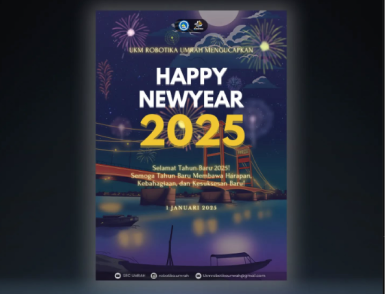 UKM ROBOTIKA UMRAH MENGUCAPKAN
HAPPY
NEWYEAR
2025
Selamat Tahun Baru 2025!
Semoga Tahun Baru Membawa Harapan,
Kebahagiaan, dan Kesuksesan Baru!
1 JANUARI 2025